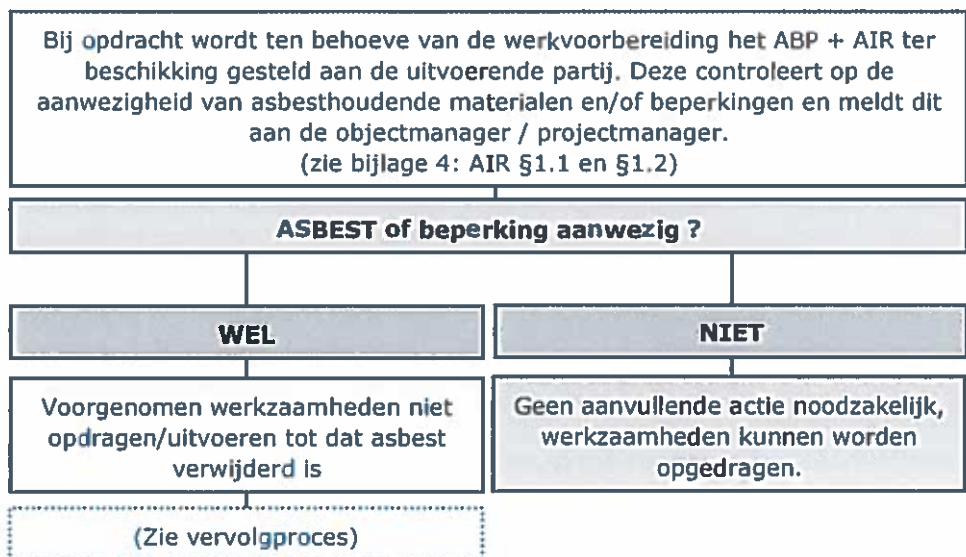 Bij opdracht wordt ten behoeve van de werkvoorbereiding het ABP + AIR ter
beschikking gesteld aan de uitvoerende partij. Deze controleert op de
aanwezigheid van asbesthoudende materialen en/of beperkingen en meldt dit
aan de objectmanager / projectmanager.
(zie bijlage 4: AIR §1.1 en §1.2)
ASBEST of beperking aanwezig ?
WEL
NIET
Voorgenomen werkzaamheden niet
opdragen/uitvoeren tot dat asbest
verwijderd is
Geen aanvullende actie noodzakelijk,
werkzaamheden kunnen worden
opgedragen.
(Zie vervolgproces)